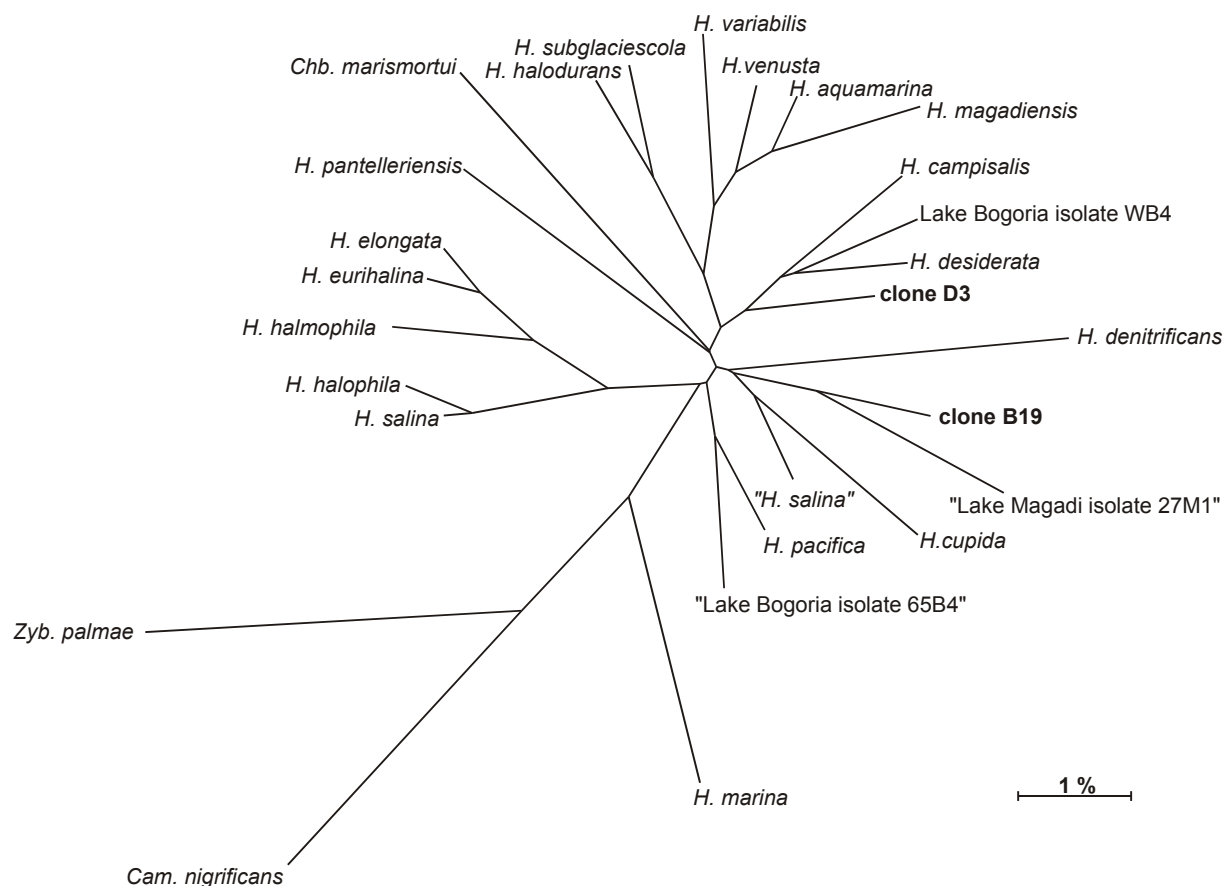 H. variabilis
H. subglaciescola
Chb. marismortui
H. halodurans
H.venusta
H. aquamarina
H. magadiensis
H. pantelleriensis
H. campisalis
Lake Bogoria isolate WB4
H. elongata
H. desiderata
H. eurihalina
clone D3
H. halmophila
H. denitrificans
H. halophila
H. salina
clone B19
"H. salina"
"Lake Magadi isolate 27M1"
H. pacifica
H.cupida
"Lake Bogoria isolate 65B4"
Zyb. palmae
H. marina
1 %
Cam. nigrificans